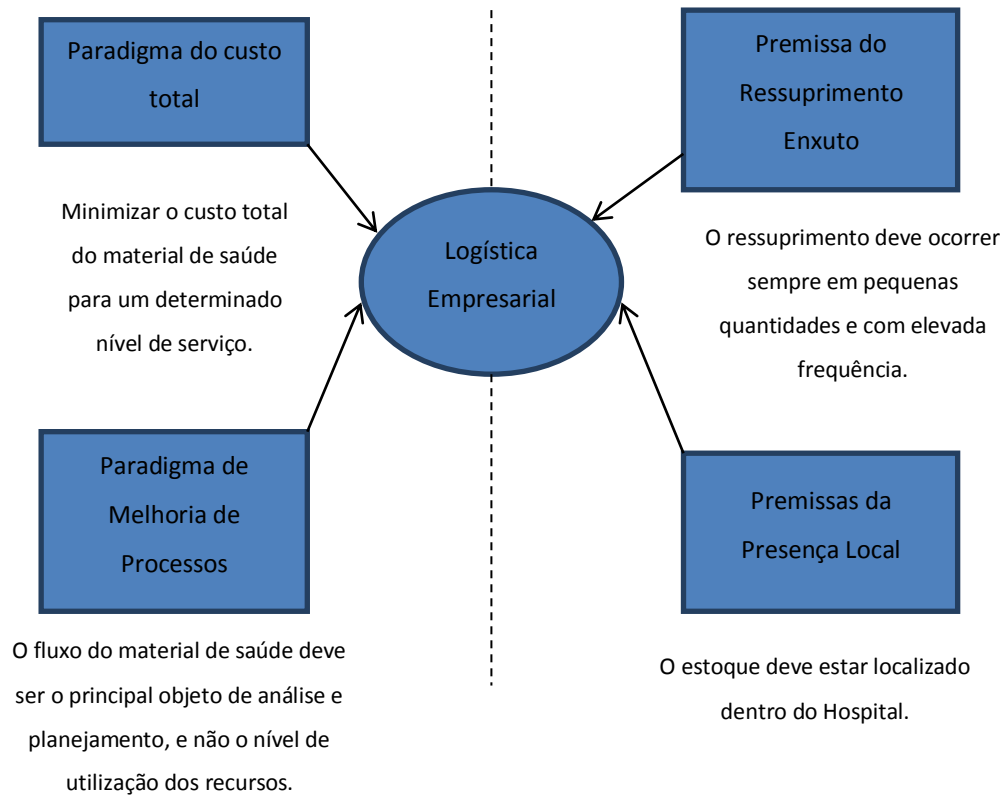 Paradigma do custo
total
Minimizar o custo total
do material de saúde
para um determinado
nível de serviço.
Premissa do
Ressuprimento
Enxuto
O ressuprimento deve ocorrer
sempre em pequenas
quantidades e com elevada
frequência.
Logística
Empresarial
Paradigma de
Melhoria de
Processos
O fluxo do material de saúde deve
ser o principal objeto de análise e
planejamento, e não o nível de
utilização dos recursos.
Premissas da
Presença Local
O estoque deve estar localizado
dentro do Hospital.